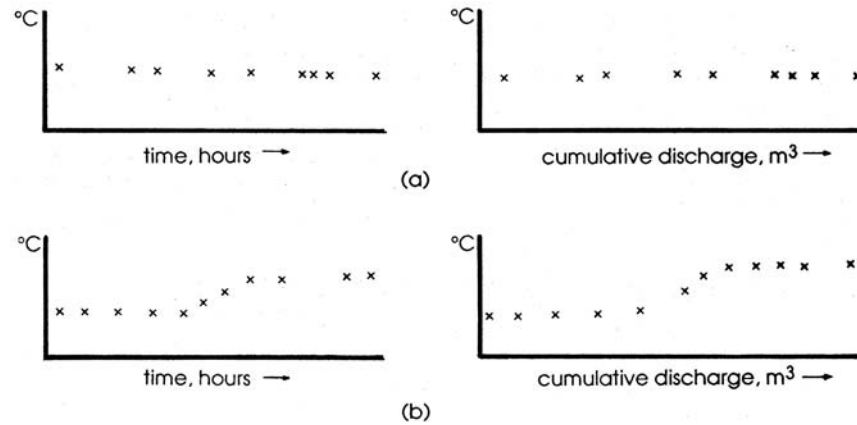 °C
°C
time, hours →
cumulative discharge, m³ →
(a)
°C
°C
time, hours →
cumulative discharge, m³ →
(b)